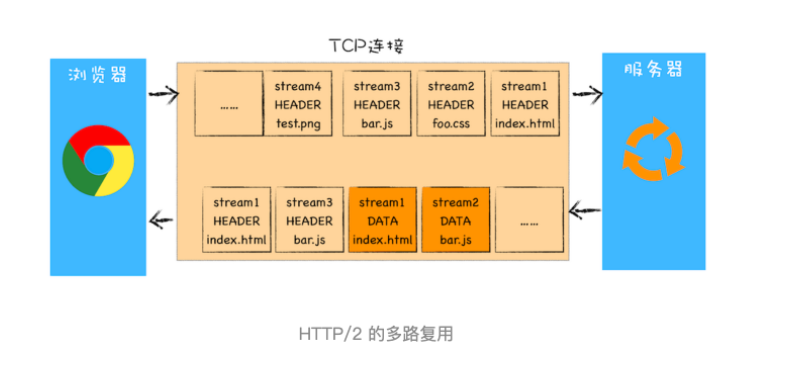 TCP连接
浏览器
服务器
……
stream4
HEADER
test.png
stream3
HEADER
bar.js
stream2
HEADER
foo.css
stream1
HEADER
index.html
stream1
HEADER
index.html
stream3
HEADER
bar.js
stream1
DATA
index.html
stream2
DATA
bar.js
……
HTTP/2 的多路复用